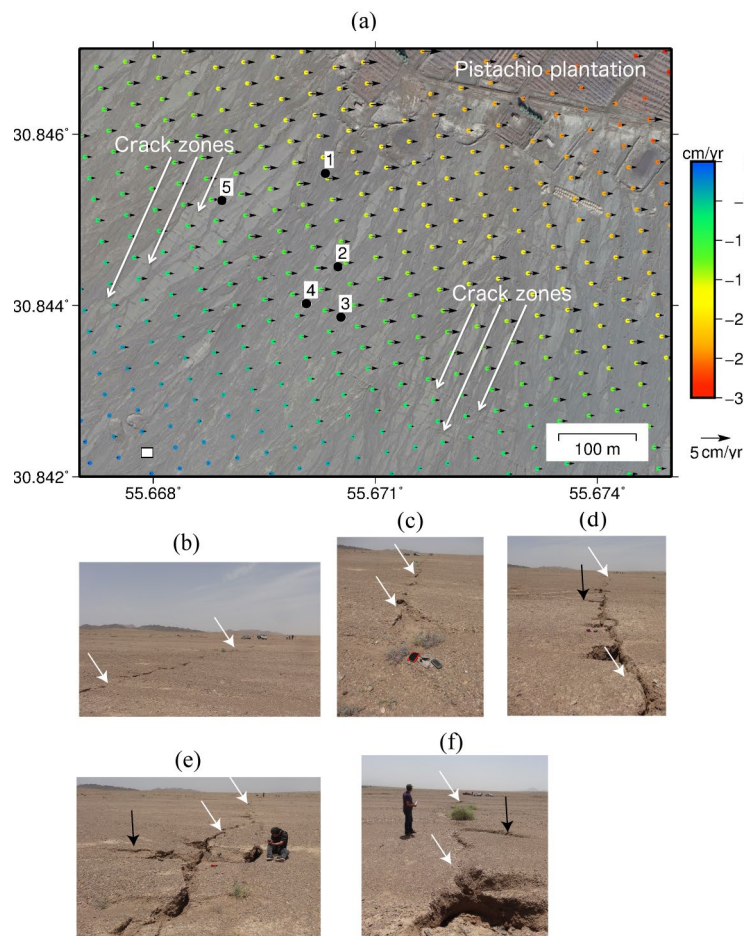 (a)
Pistachio plantation
30.846°
Crack zones
1
5
cm/yr
2
-1
30.844°
4
3
Crack zones
-1
-2
-3
100 m
5 cm/yr
30.842°
55.668°
55.671°
55.674°
(b)
(c)
(d)
(e)
(f)